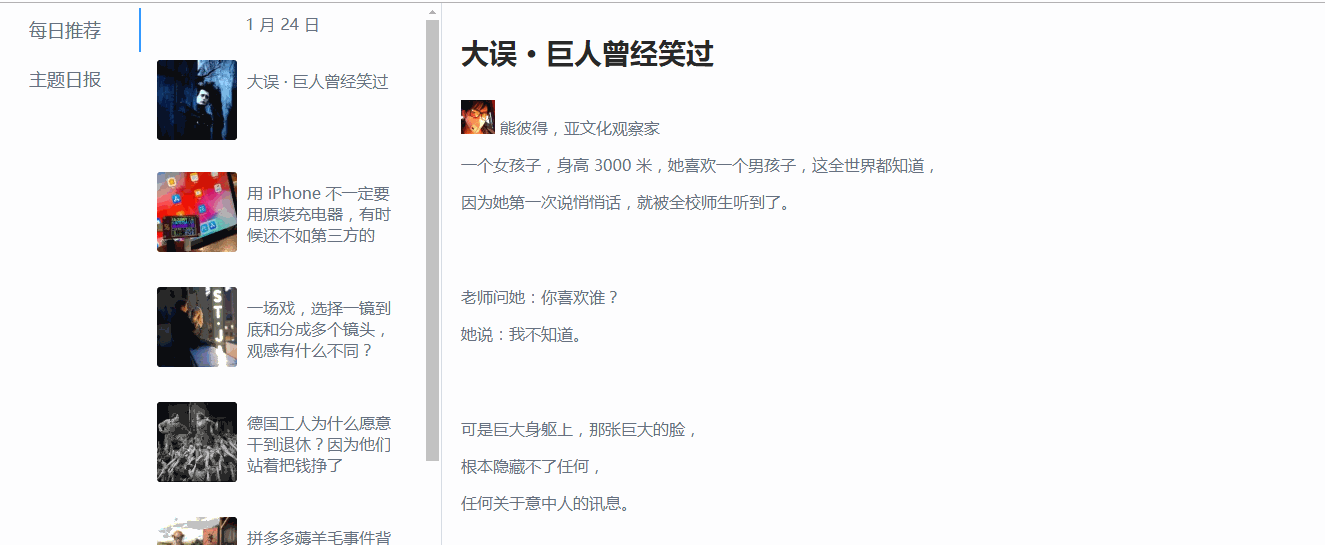 每日推荐
主题日报
1 月 24 日
大误 · 巨人曾经笑过
用 iPhone 不一定要
用原装充电器，有时
候还不如第三方的
一场戏，选择一镜到
底和分成多个镜头，
观感有什么不同？
德国工人为什么愿意
干到退休？因为他们
站着把钱挣了
拼多多薅羊毛事件背
大误 · 巨人曾经笑过
熊彼得，亚文化观察家
一个女孩子，身高 3000 米，她喜欢一个男孩子，这全世界都知道，
因为她第一次说悄悄话，就被全校师生听到了。
老师问她：你喜欢谁？
她说：我不知道。
可是巨大身躯上，那张巨大的脸，
根本隐藏不了任何，
任何关于意中人的讯息。